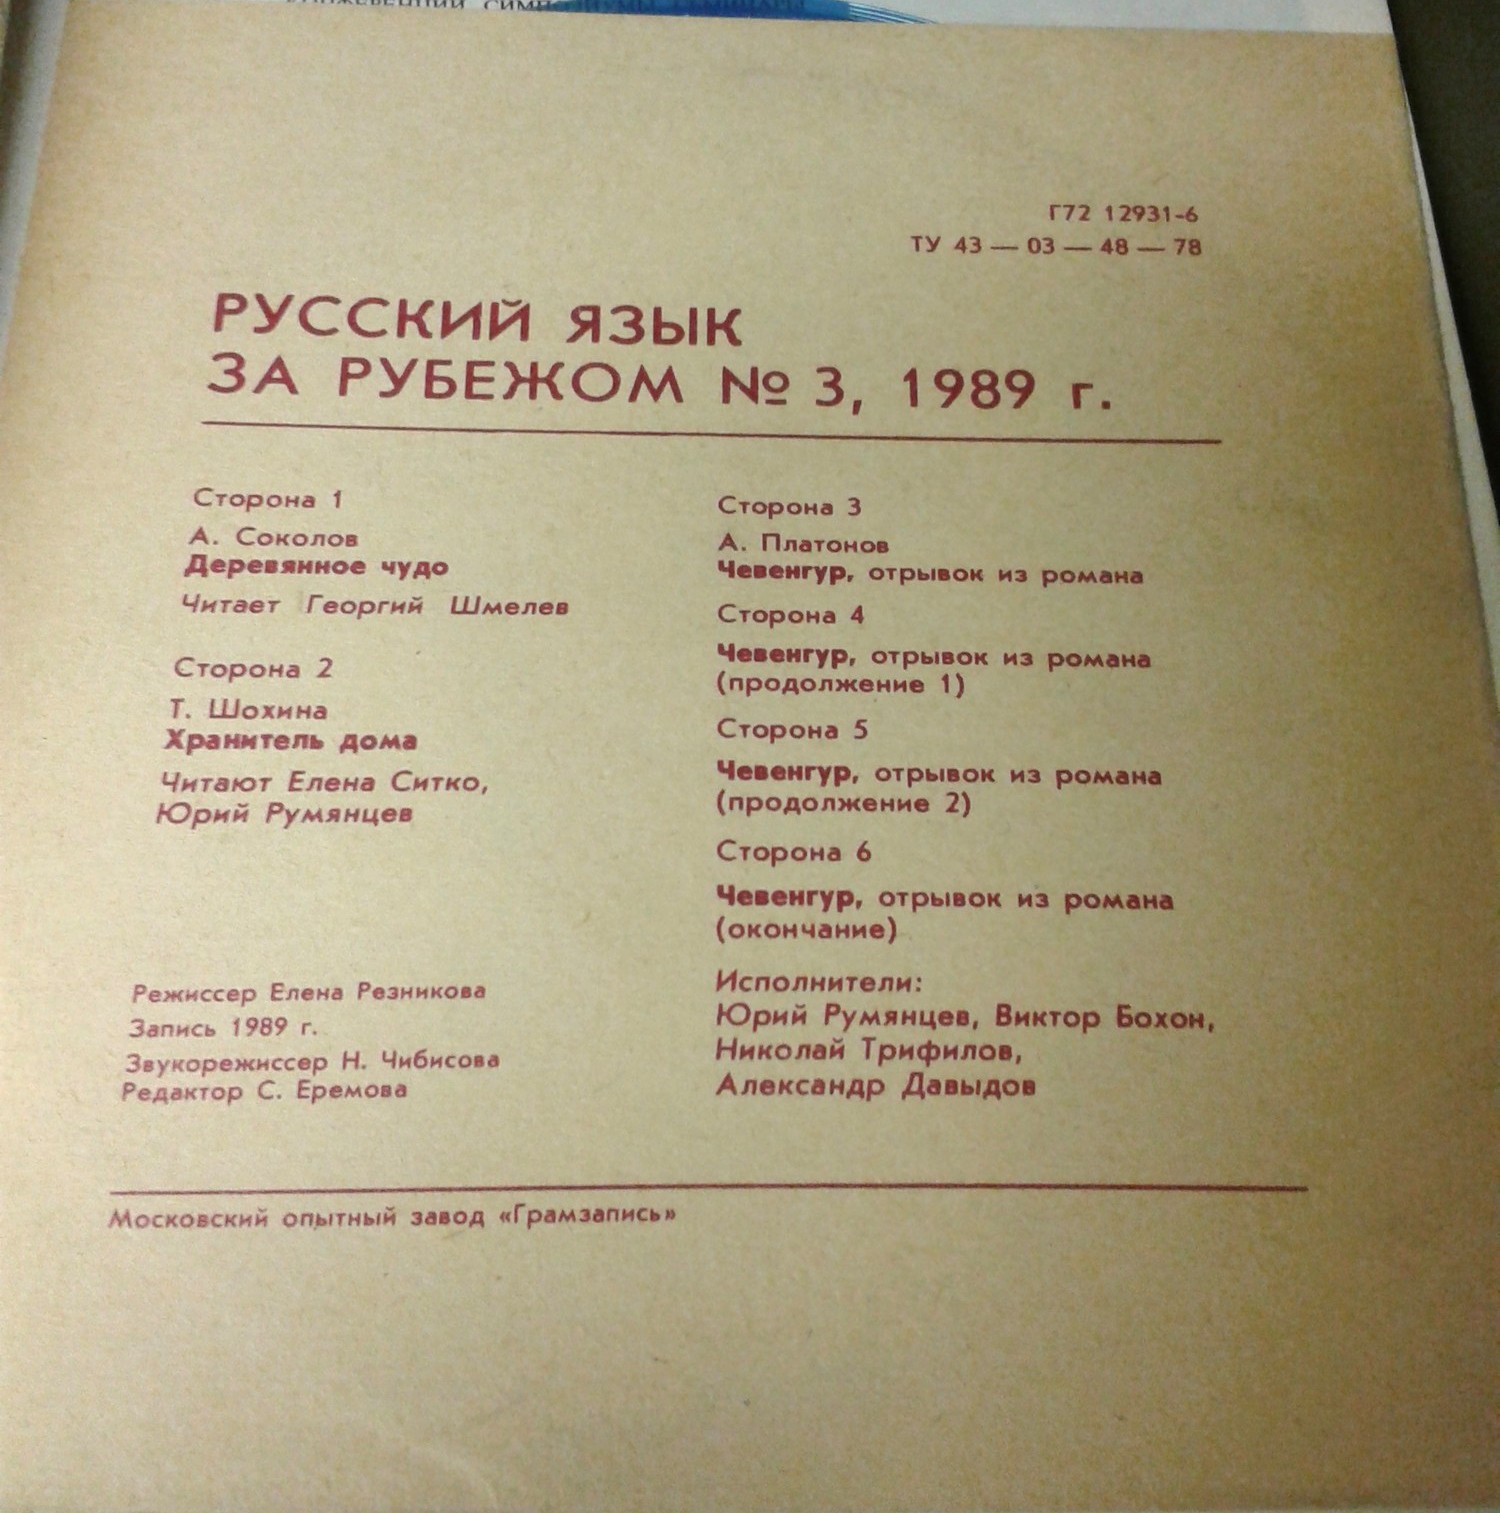 СИМПОЗИУМЫ, СЕМИНАРЫ
Г72 12931-6
ТУ 43 — 03 — 48 — 78
РУССКИЙ ЯЗЫК
ЗА РУБЕЖОМ № 3, 1989 г.
Сторона 1
А. Соколов
Деревянное чудо
Читает Георгий Шмелев
Сторона 2
Т. Шохина
Хранитель дома
Читают Елена Ситко,
Юрий Румянцев
Режиссер Елена Резникова
Запись 1989 г.
Звукорежиссер Н. Чибисова
Редактор С. Еремова
Сторона 3
А. Платонов
Чевенгур, отрывок из романа
Сторона 4
Чевенгур, отрывок из романа
(продолжение 1)
Сторона 5
Чевенгур, отрывок из романа
(продолжение 2)
Сторона 6
Чевенгур, отрывок из романа
(окончание)
Исполнители:
Юрий Румянцев, Виктор Бохон,
Николай Трифилов,
Александр Давыдов
Московский опытный завод «Грамзапись»